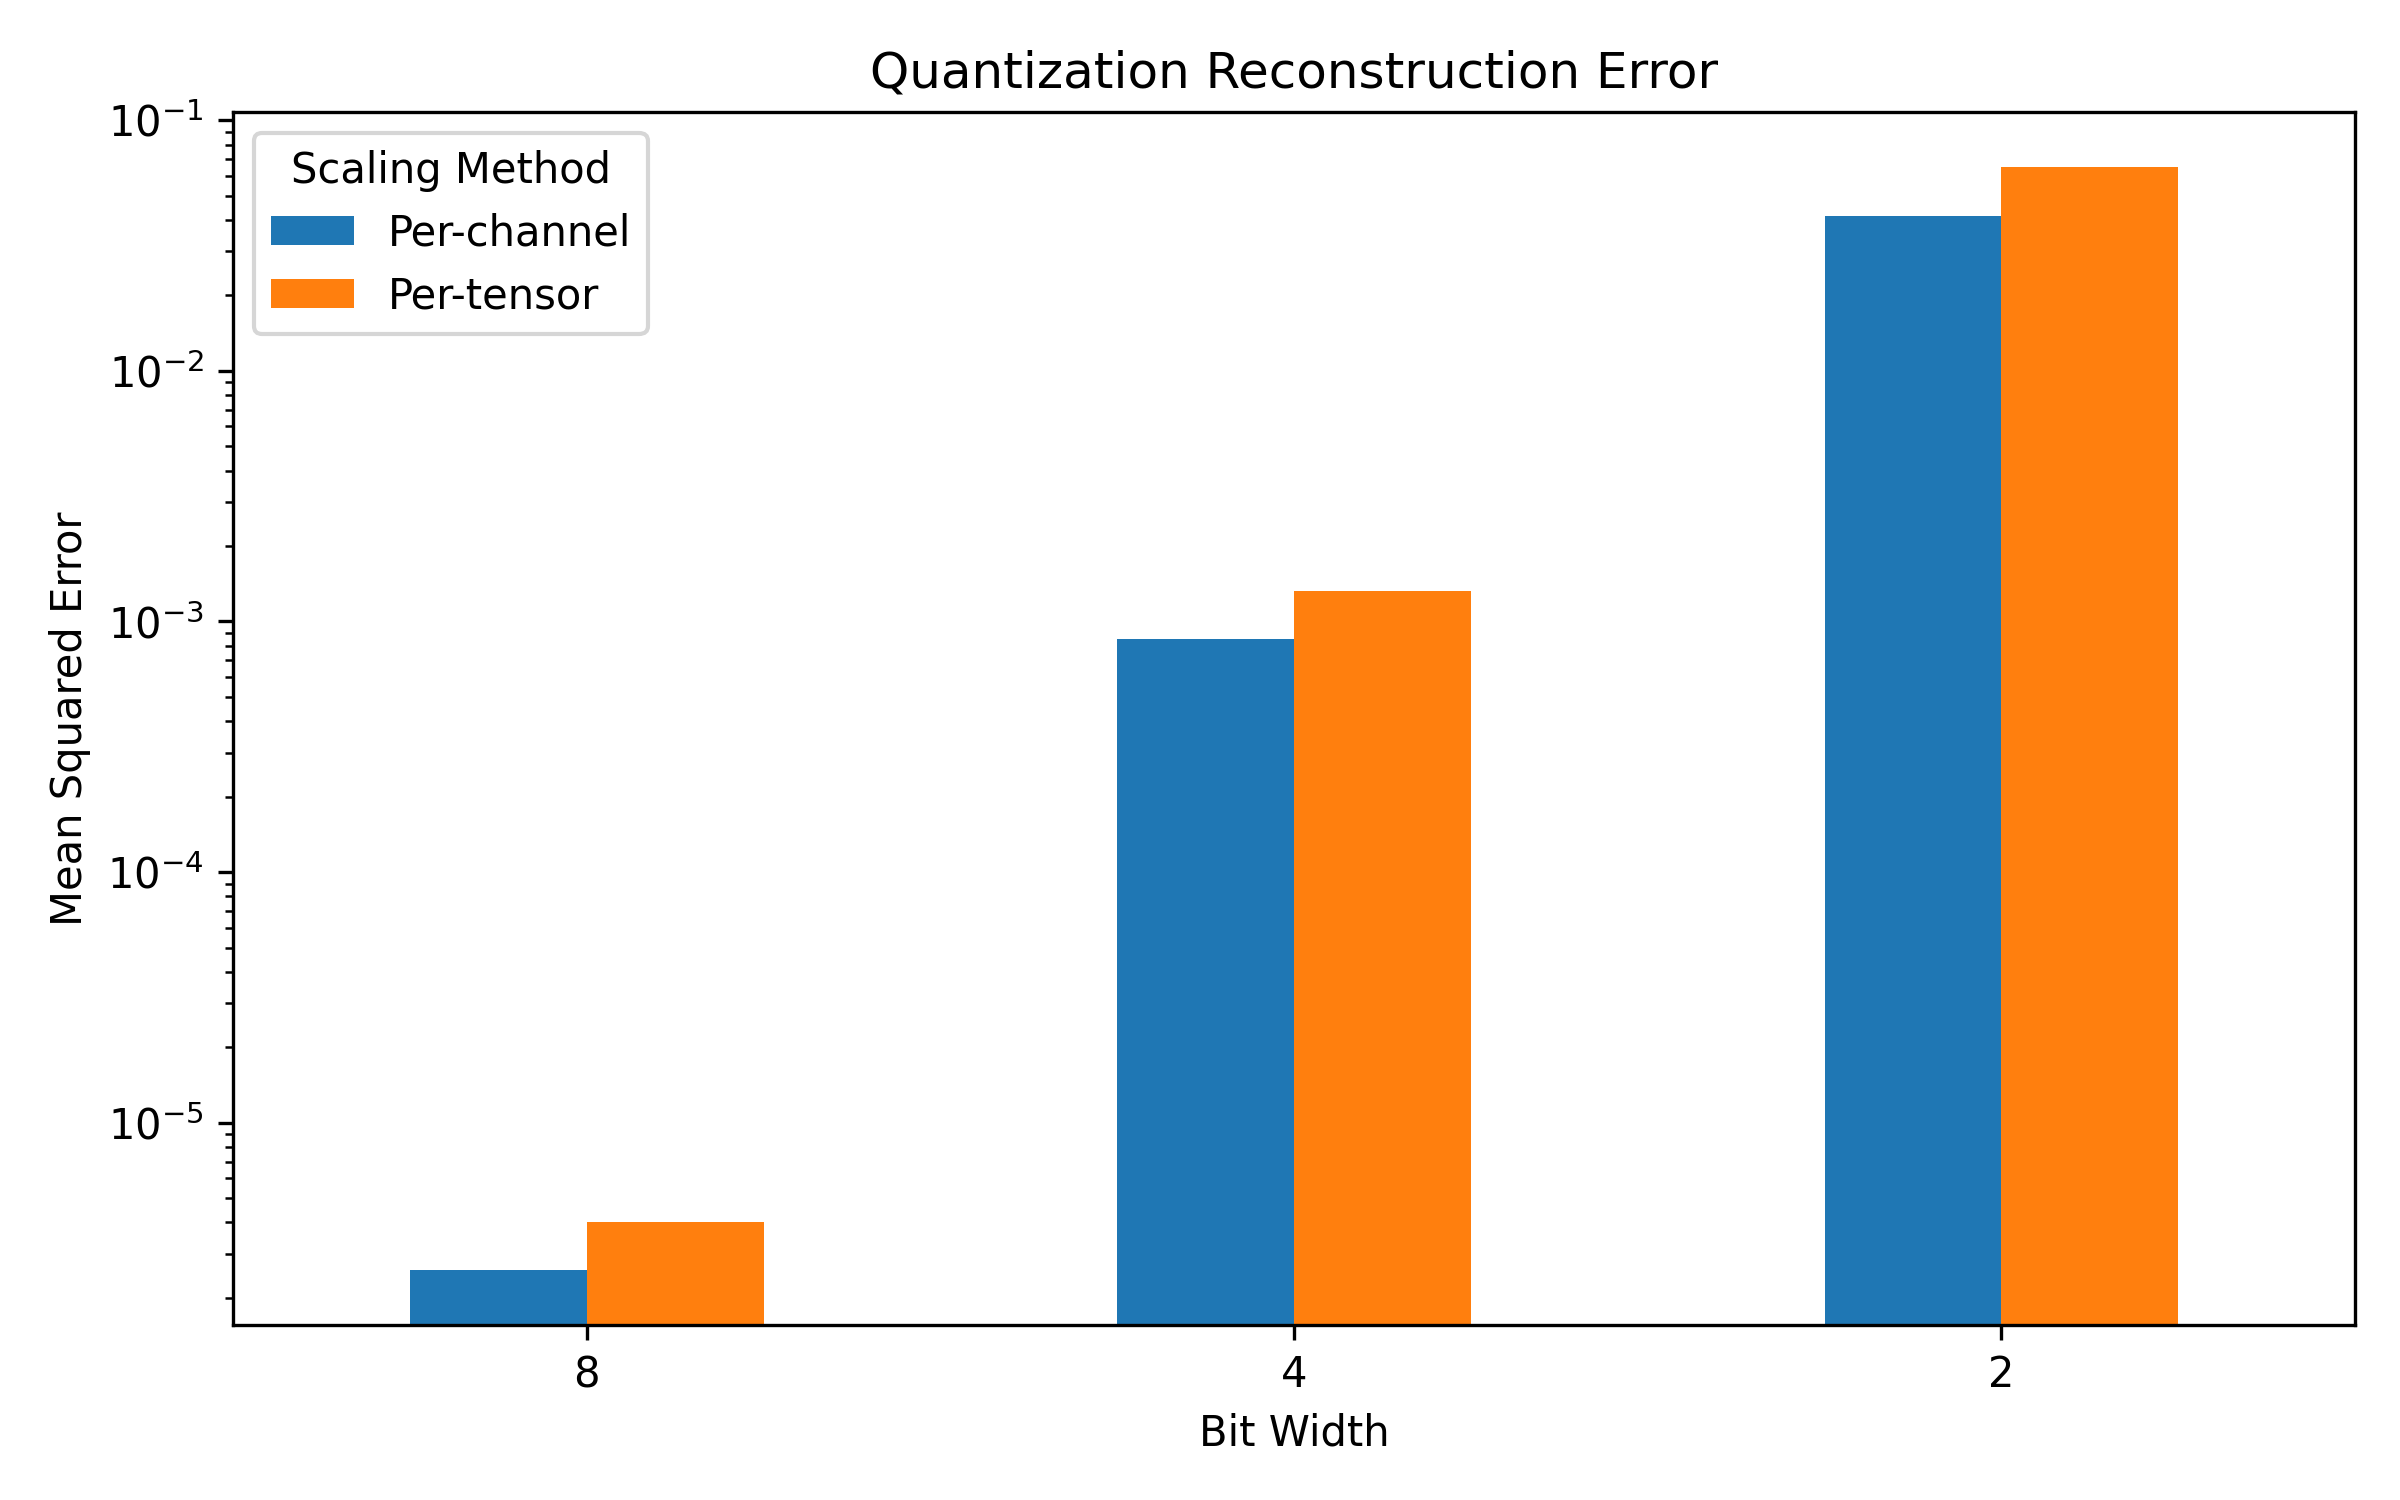 Quantization Reconstruction Error
Scaling Method
Per-channel
Per-tensor
Mean Squared Error
10⁻¹
10⁻²
10⁻³
10⁻⁴
10⁻⁵
8
4
2
Bit Width